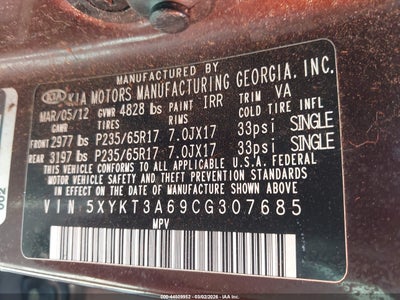 KIA KIA MOTORS MANUFACTURING GEORGIA, INC.
MANUFACTURED BY
MAR/05/12 GVWR 4828 lbs PAINT IRR TRIM VA
GAWR TIRES RIMS COLD TIRE INFL
FRONT 2977 lbs P235/65R17 7.0JX17 33psi SINGLE
REAR 3197 lbs P235/65R17 7.0JX17 33psi SINGLE
THIS VEHICLE CONFORMS TO ALL APPLICABLE U.S.A. FEDERAL
MOTOR VEHICLE SAFETY, BUMPER, AND
THEFT PREVENTION STANDARDS IN EFFECT ON
THE DATE OF MANUFACTURE SHOWN ABOVE.
VIN 5XYKT3A69CG307685
MPV